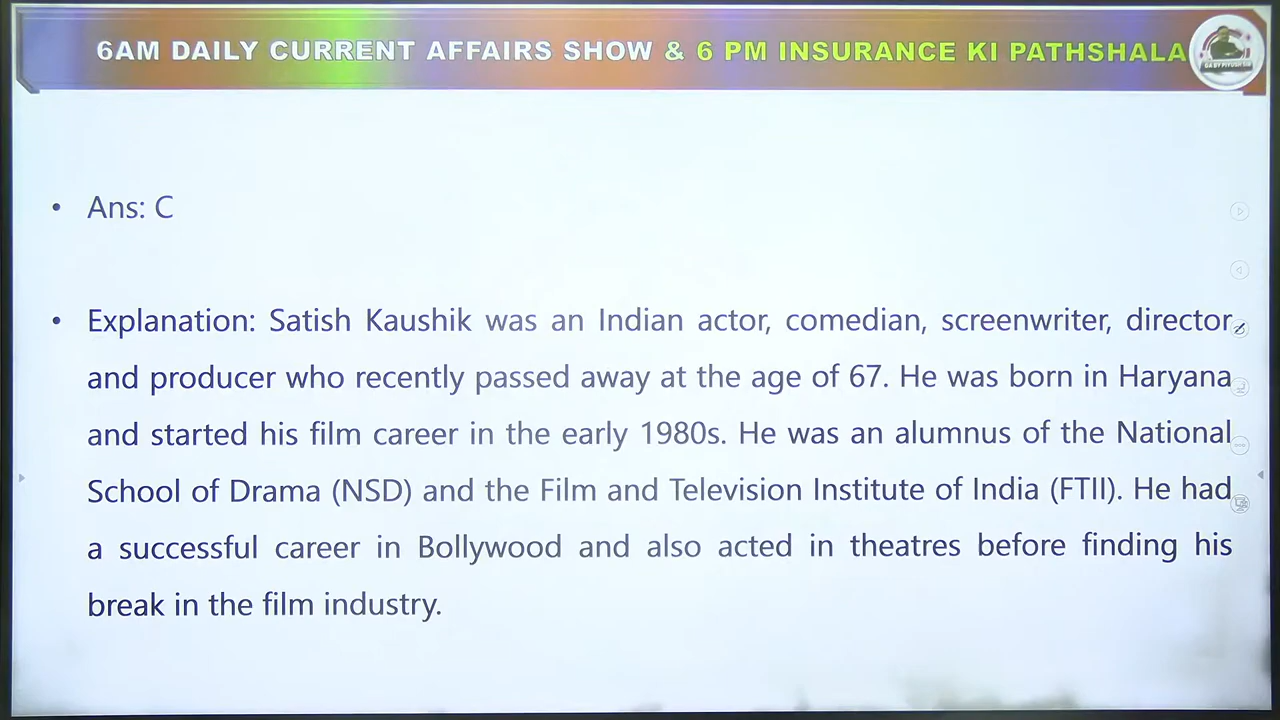 6AM DAILY CURRENT AFFAIRS SHOW & 6 PM INSURANCE KI PATHSHALA
• Ans: C
• Explanation: Satish Kaushik was an Indian actor, comedian, screenwriter, director
and producer who recently passed away at the age of 67. He was born in Haryana
and started his film career in the early 1980s. He was an alumnus of the National
School of Drama (NSD) and the Film and Television Institute of India (FTII). He had
a successful career in Bollywood and also acted in theatres before finding his
break in the film industry.